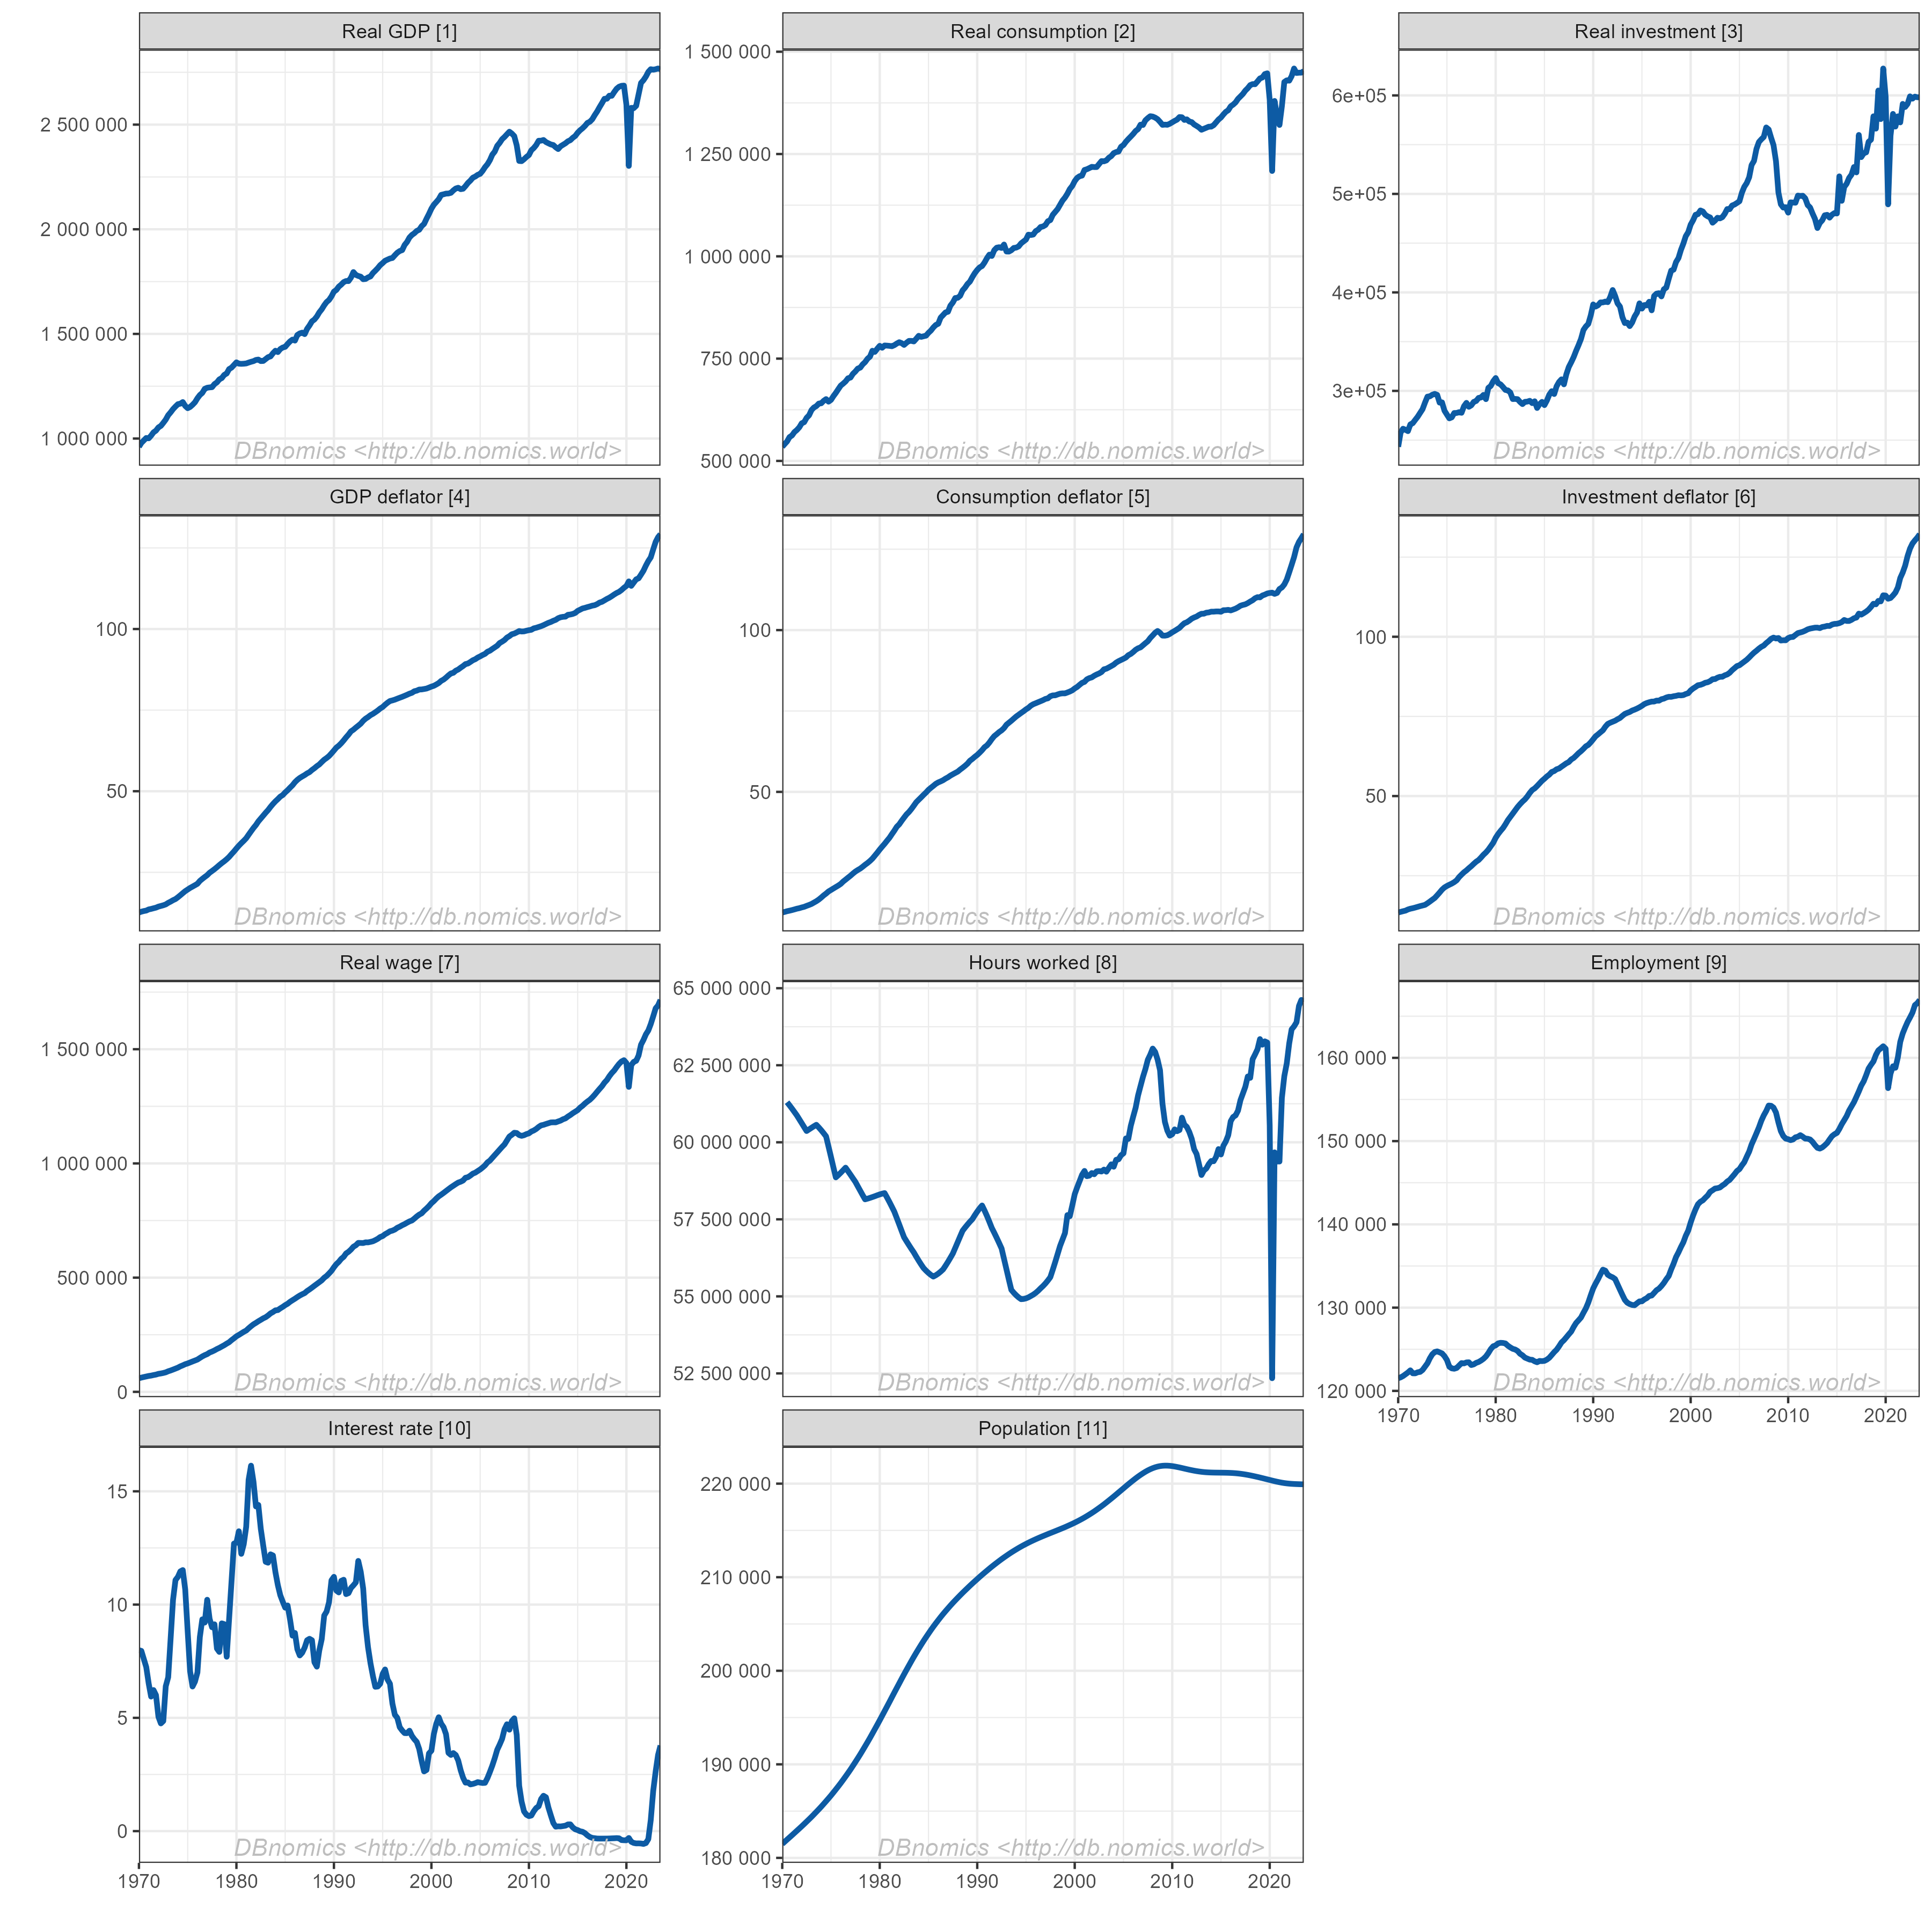 Real GDP [1]
Real consumption [2]
Real investment [3]
2 500 000
2 000 000
1 500 000
1 000 000
1 500 000
1 250 000
1 000 000
750 000
500 000
6e+05
5e+05
4e+05
3e+05
DBnomics <http://db.nomics.world>
DBnomics <http://db.nomics.world>
DBnomics <http://db.nomics.world>
GDP deflator [4]
Consumption deflator [5]
Investment deflator [6]
100
50
100
50
100
50
DBnomics <http://db.nomics.world>
DBnomics <http://db.nomics.world>
DBnomics <http://db.nomics.world>
Real wage [7]
Hours worked [8]
Employment [9]
1 500 000
1 000 000
500 000
0
65 000 000
62 500 000
60 000 000
57 500 000
55 000 000
52 500 000
160 000
150 000
140 000
130 000
120 000
DBnomics <http://db.nomics.world>
DBnomics <http://db.nomics.world>
DBnomics <http://db.nomics.world>
1970 1980 1990 2000 2010 2020
Interest rate [10]
Population [11]
15
10
5
0
220 000
210 000
200 000
190 000
180 000
DBnomics <http://db.nomics.world>
DBnomics <http://db.nomics.world>
1970 1980 1990 2000 2010 2020
1970 1980 1990 2000 2010 2020